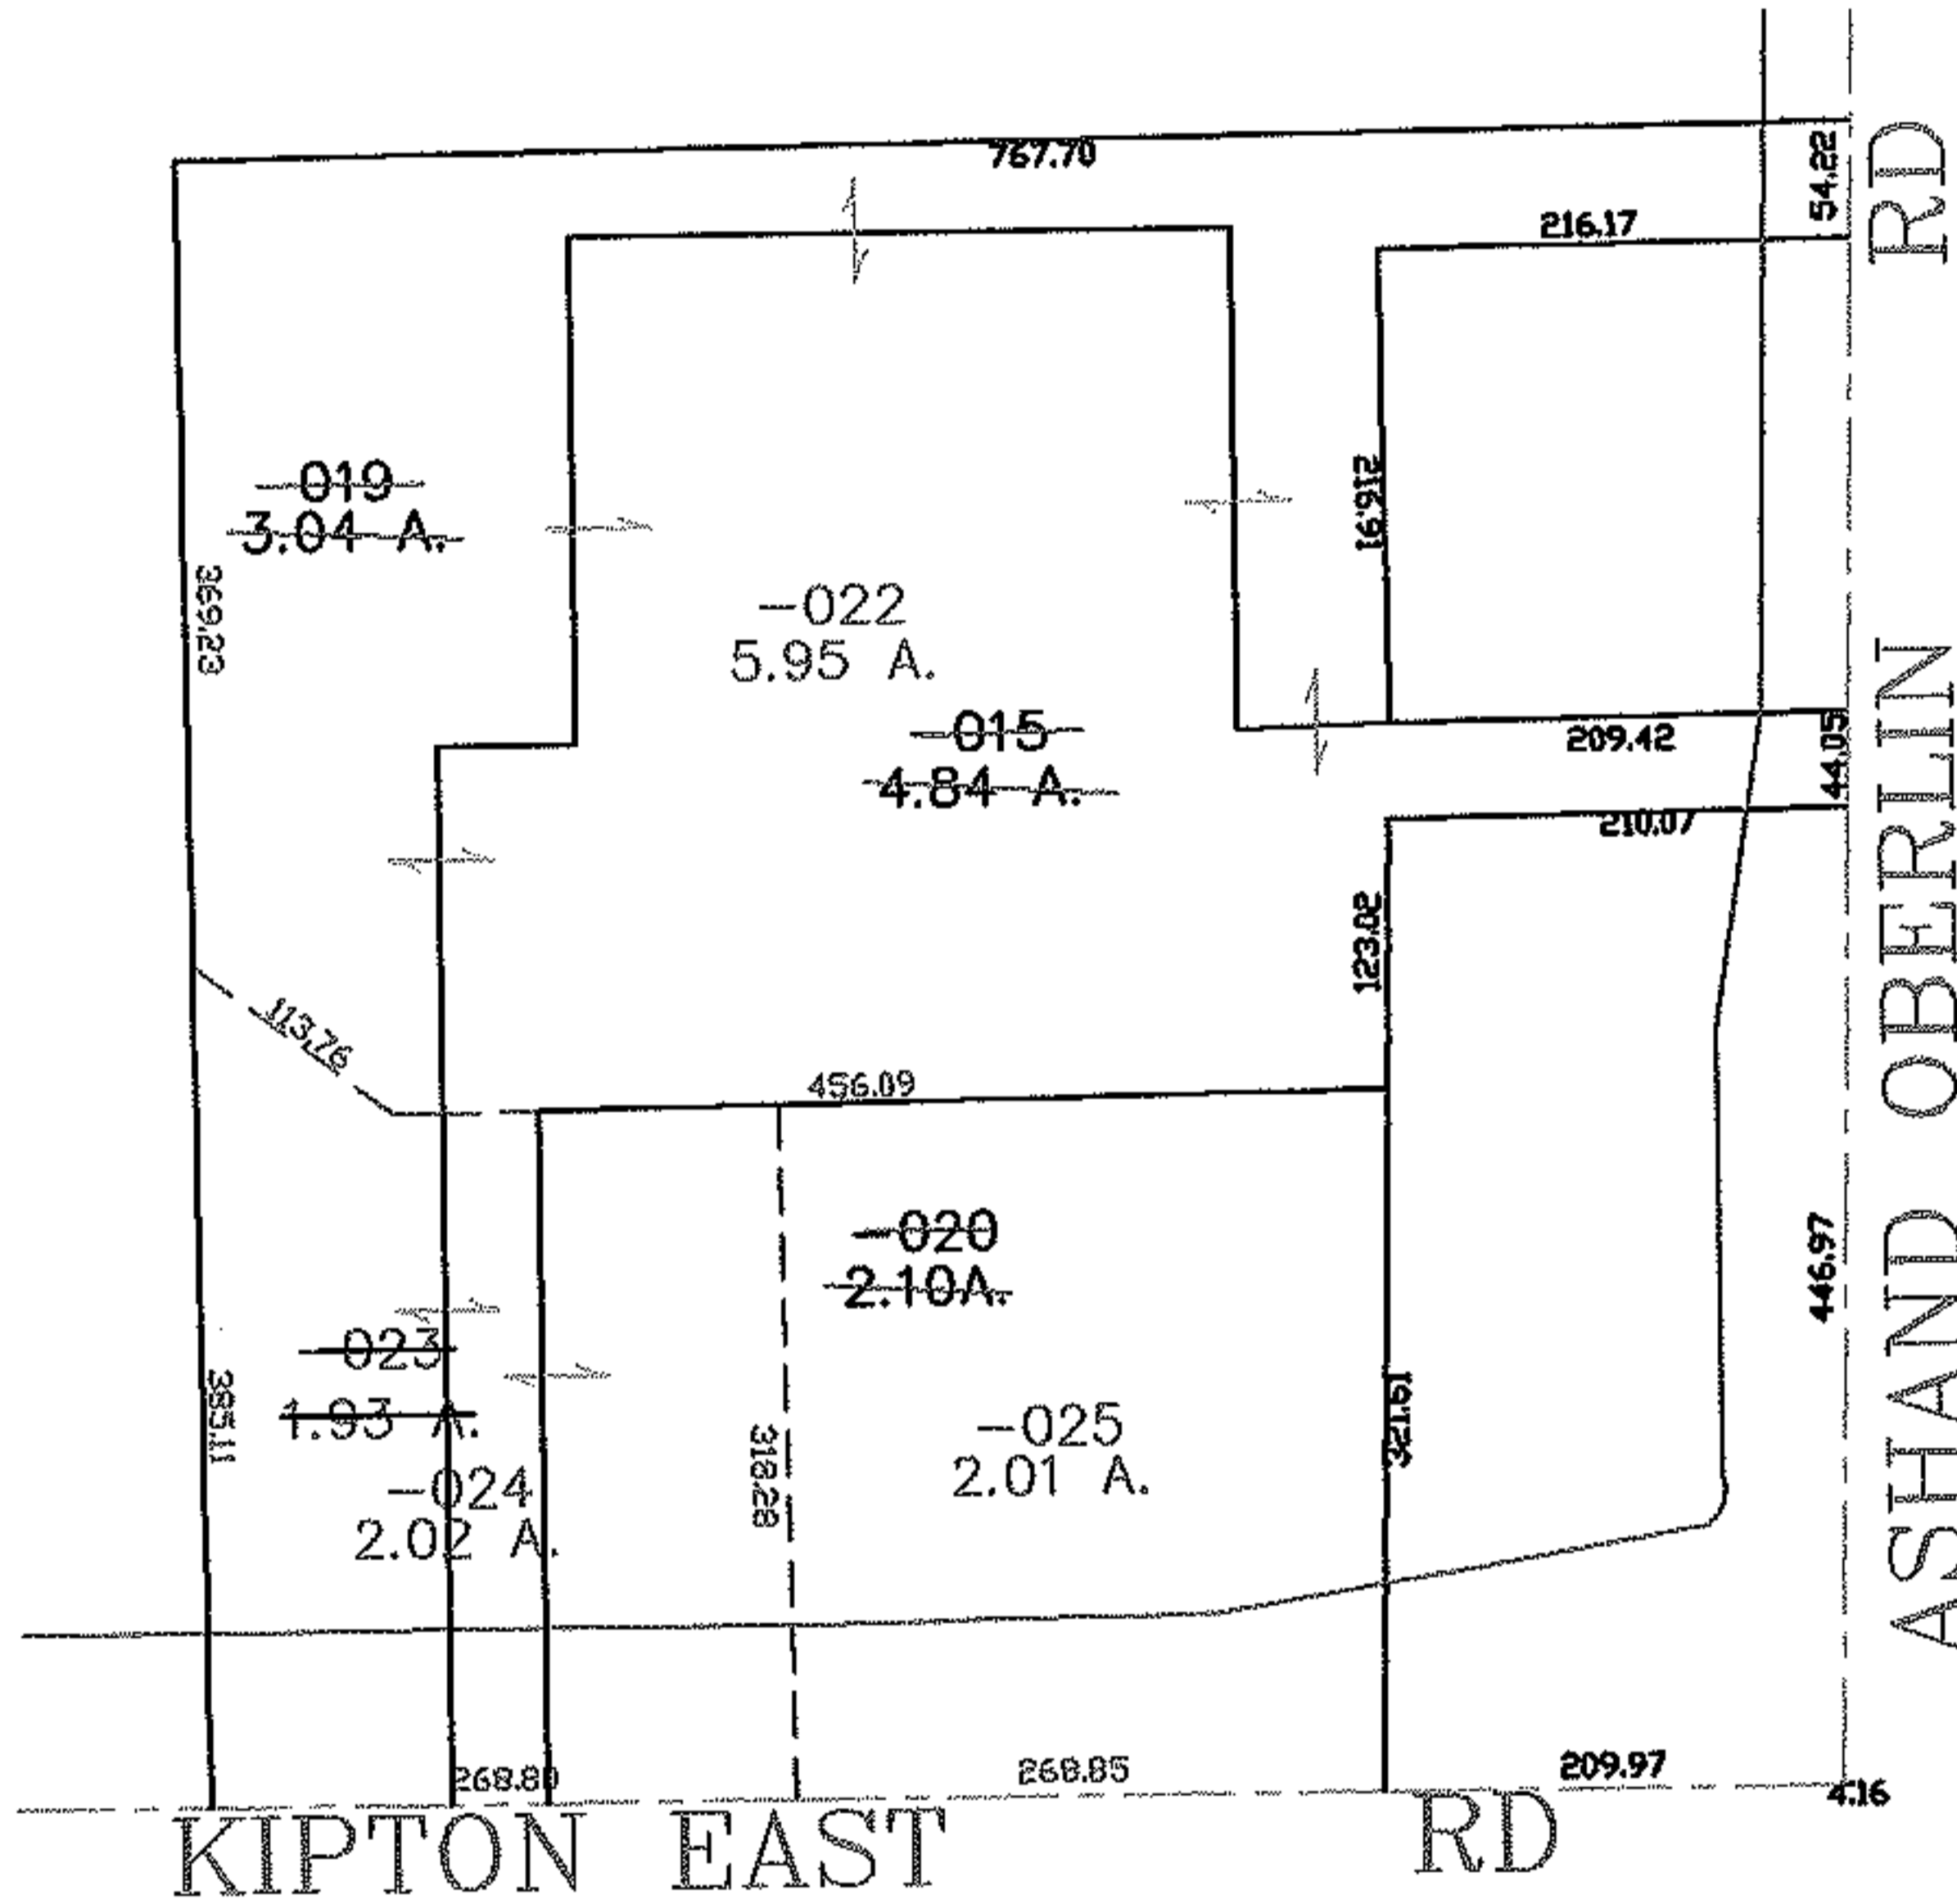 767.70
54.22
RD
216.17
-019
3.04 A.
216.91
369.23
-022
5.95 A.
-015
4.84 A.
209.42
44.05
210.07
OBERLIN
123.02
113.76
456.09
-020
2.10A.
446.97
-023
1.93 A.
385.11
321.61
-025
2.01 A.
318.28
-024
2.02 A.
ASHAND
268.80
268.85
209.97
4.16
KIPTON EAST RD